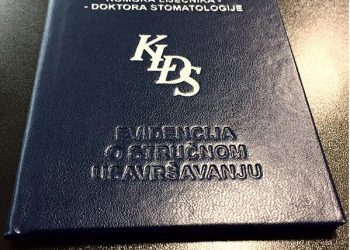 KOMORA LIJEČNIKA I
- DOKTORA STOMATOLOGIJE
KLDS
EVIDENCIJA
O STRUČNOM
USAVRŠAVANJU